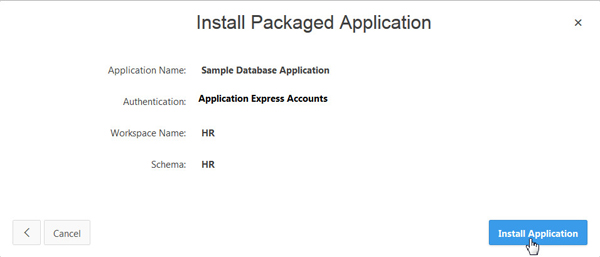 Install Packaged Application
Application Name: Sample Database Application
Authentication: Application Express Accounts
Workspace Name: HR
Schema: HR
Cancel
Install Application